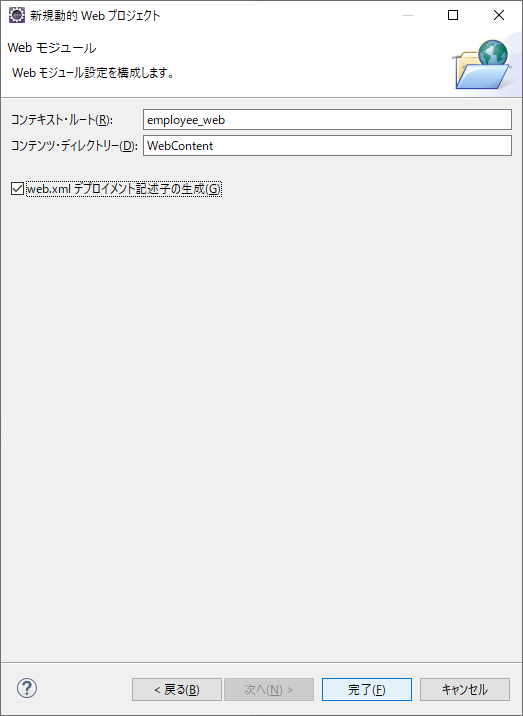 新規動的 Web プロジェクト
Web モジュール
Web モジュール設定を構成します。
コンテキスト・ルート(R): employee_web
コンテンツ・ディレクトリー(D): WebContent
web.xml デプロイメント記述子の生成(G)
? < 戻る(B) 次へ(N) > 完了(F) キャンセル